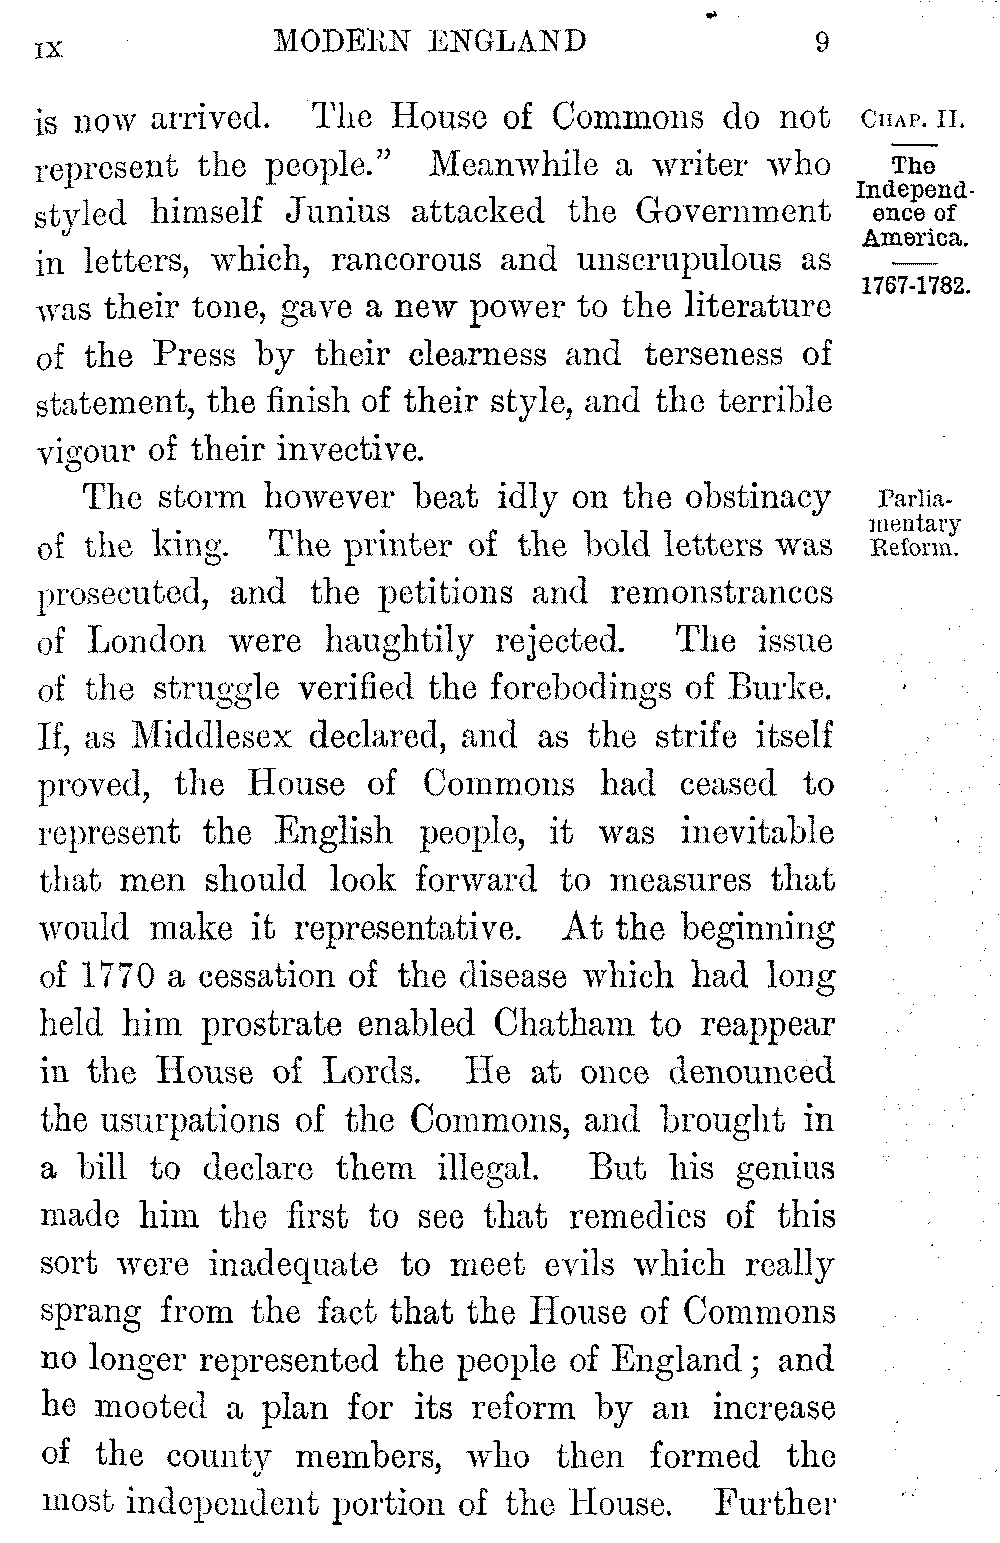 IX MODERN ENGLAND 9
is now arrived. The House of Commons do not
represent the people.” Meanwhile a writer who
styled himself Junius attacked the Government
in letters, which, rancorous and unscrupulous as
was their tone, gave a new power to the literature
of the Press by their clearness and terseness of
statement, the finish of their style, and the terrible
vigour of their invective.
The storm however beat idly on the obstinacy
of the king. The printer of the bold letters was
prosecuted, and the petitions and remonstrances
of London were haughtily rejected. The issue
of the struggle verified the forebodings of Burke.
If, as Middlesex declared, and as the strife itself
proved, the House of Commons had ceased to
represent the English people, it was inevitable
that men should look forward to measures that
would make it representative. At the beginning
of 1770 a cessation of the disease which had long
held him prostrate enabled Chatham to reappear
in the House of Lords. He at once denounced
the usurpations of the Commons, and brought in
a bill to declare them illegal. But his genius
made him the first to see that remedies of this
sort were inadequate to meet evils which really
sprang from the fact that the House of Commons
no longer represented the people of England; and
he mooted a plan for its reform by an increase
of the county members, who then formed the
most independent portion of the House. Further
CHAP. II.
The
Independ-
ence of
America.
1767-1782.
Parlia-
mentary
Reform.